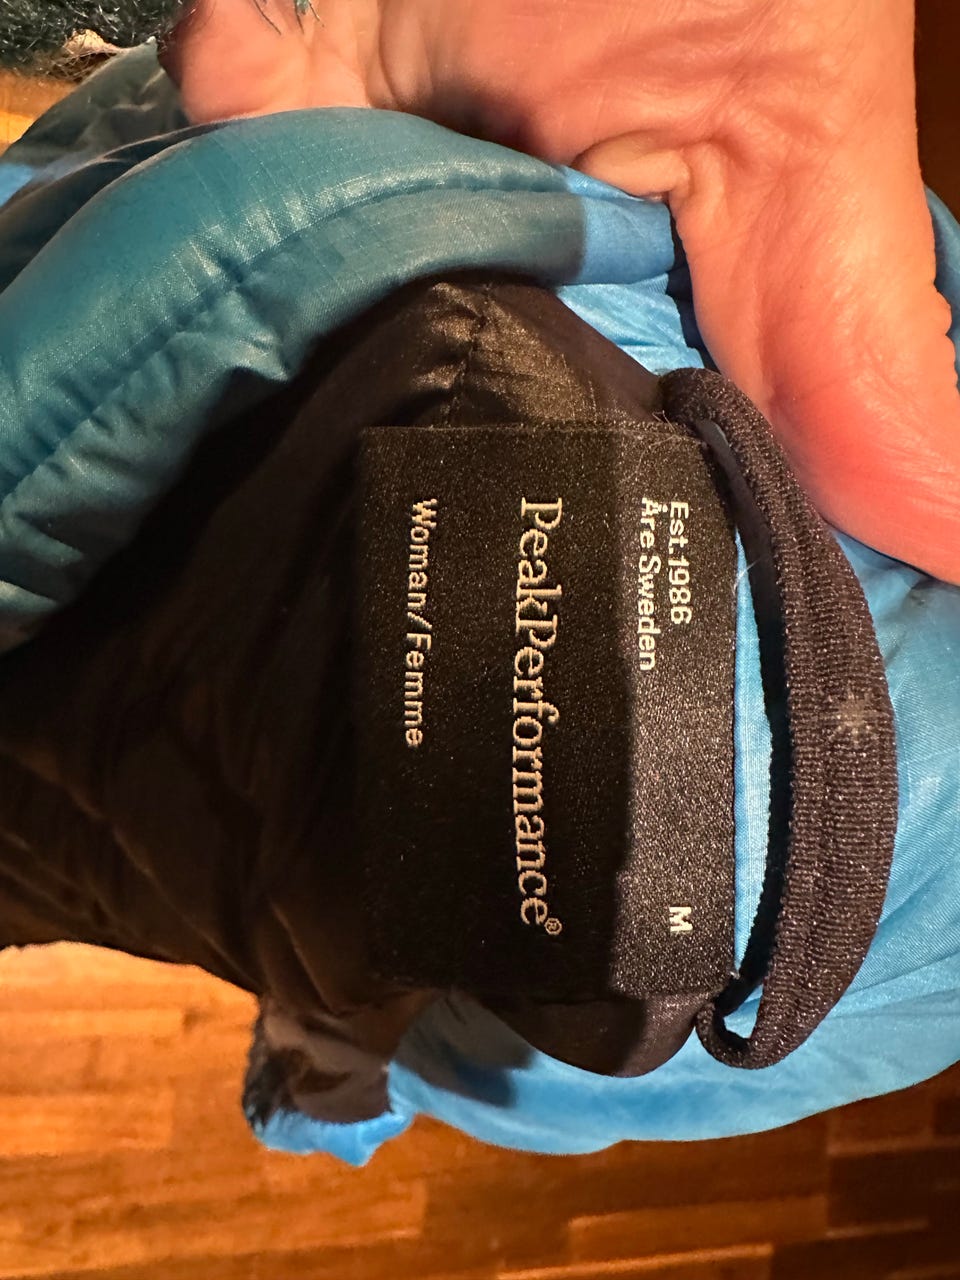 Est.1986
Åre Sweden
M
PeakPerformance®
Woman/Femme